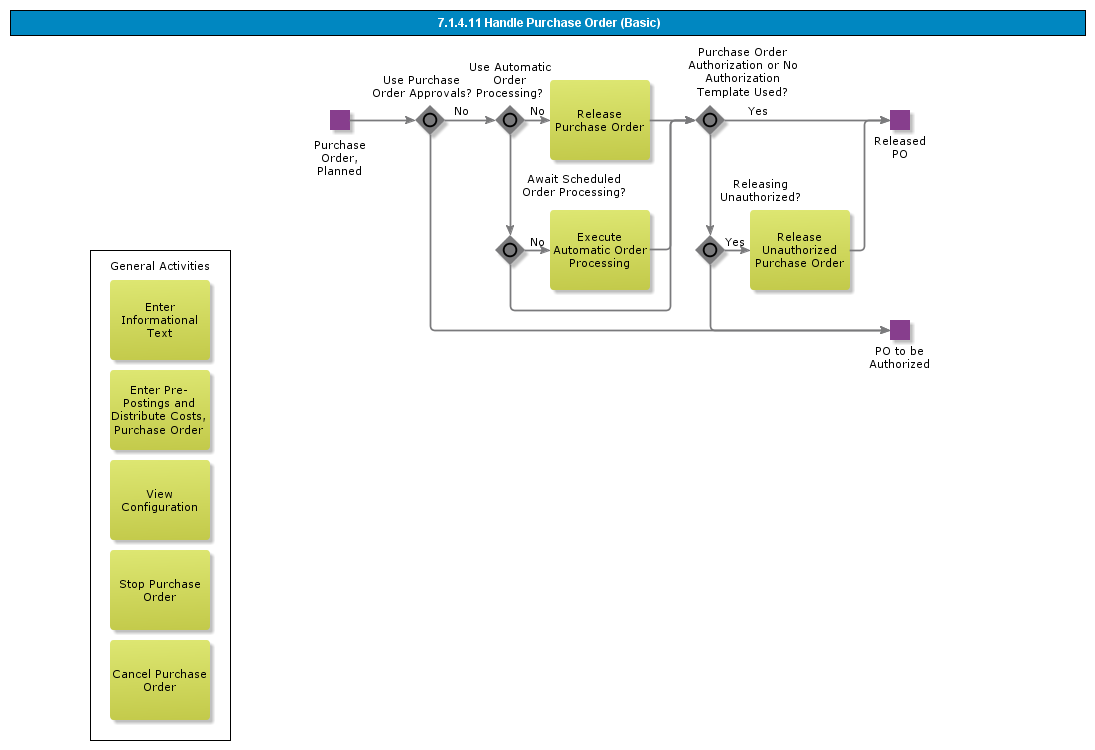 7.1.4.11 Handle Purchase Order (Basic)
Purchase
Order,
Planned
Use Purchase
Order Approvals?
No
Use Automatic
Order
Processing?
No
Release
Purchase Order
Purchase Order
Authorization or No
Authorization
Template Used?
Yes
Released
PO
Await Scheduled
Order Processing?
No
Execute
Automatic Order
Processing
Releasing
Unauthorized?
Yes
Release
Unauthorized
Purchase Order
PO to be
Authorized
General Activities
Enter
Informational
Text
Enter Pre-
Postings and
Distribute Costs,
Purchase Order
View
Configuration
Stop Purchase
Order
Cancel Purchase
Order